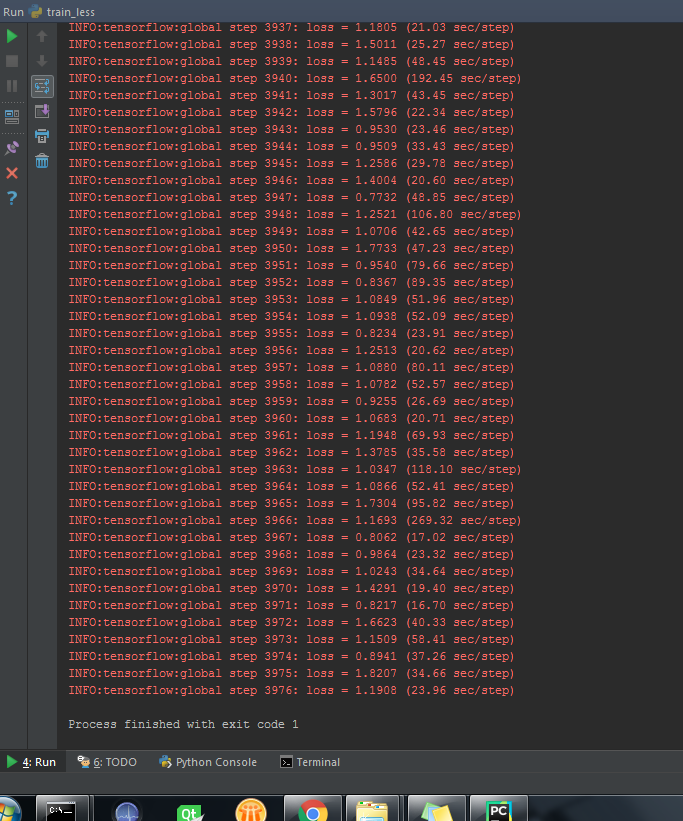 Run train_less
INFO:tensorflow:global step 3937: loss = 1.1805 (21.03 sec/step)
INFO:tensorflow:global step 3938: loss = 1.5011 (25.27 sec/step)
INFO:tensorflow:global step 3939: loss = 1.1485 (48.45 sec/step)
INFO:tensorflow:global step 3940: loss = 1.6500 (192.45 sec/step)
INFO:tensorflow:global step 3941: loss = 1.3017 (43.45 sec/step)
INFO:tensorflow:global step 3942: loss = 1.5796 (22.34 sec/step)
INFO:tensorflow:global step 3943: loss = 0.9530 (23.46 sec/step)
INFO:tensorflow:global step 3944: loss = 0.9509 (33.43 sec/step)
INFO:tensorflow:global step 3945: loss = 1.2586 (29.78 sec/step)
INFO:tensorflow:global step 3946: loss = 1.4004 (20.60 sec/step)
INFO:tensorflow:global step 3947: loss = 0.7732 (48.85 sec/step)
INFO:tensorflow:global step 3948: loss = 1.2521 (106.80 sec/step)
INFO:tensorflow:global step 3949: loss = 1.0706 (42.65 sec/step)
INFO:tensorflow:global step 3950: loss = 1.7733 (47.23 sec/step)
INFO:tensorflow:global step 3951: loss = 0.9540 (79.66 sec/step)
INFO:tensorflow:global step 3952: loss = 0.8367 (89.35 sec/step)
INFO:tensorflow:global step 3953: loss = 1.0849 (51.96 sec/step)
INFO:tensorflow:global step 3954: loss = 1.0938 (52.09 sec/step)
INFO:tensorflow:global step 3955: loss = 0.8234 (23.91 sec/step)
INFO:tensorflow:global step 3956: loss = 1.2513 (20.62 sec/step)
INFO:tensorflow:global step 3957: loss = 1.0880 (80.11 sec/step)
INFO:tensorflow:global step 3958: loss = 1.0782 (52.57 sec/step)
INFO:tensorflow:global step 3959: loss = 0.9255 (26.69 sec/step)
INFO:tensorflow:global step 3960: loss = 1.0683 (20.71 sec/step)
INFO:tensorflow:global step 3961: loss = 1.1948 (69.93 sec/step)
INFO:tensorflow:global step 3962: loss = 1.3785 (35.58 sec/step)
INFO:tensorflow:global step 3963: loss = 1.0347 (118.10 sec/step)
INFO:tensorflow:global step 3964: loss = 1.0866 (52.41 sec/step)
INFO:tensorflow:global step 3965: loss = 1.7304 (95.82 sec/step)
INFO:tensorflow:global step 3966: loss = 1.1693 (269.32 sec/step)
INFO:tensorflow:global step 3967: loss = 0.8062 (17.02 sec/step)
INFO:tensorflow:global step 3968: loss = 0.9864 (23.32 sec/step)
INFO:tensorflow:global step 3969: loss = 1.0243 (34.64 sec/step)
INFO:tensorflow:global step 3970: loss = 1.4291 (19.40 sec/step)
INFO:tensorflow:global step 3971: loss = 0.8217 (16.70 sec/step)
INFO:tensorflow:global step 3972: loss = 1.6623 (40.33 sec/step)
INFO:tensorflow:global step 3973: loss = 1.1509 (58.41 sec/step)
INFO:tensorflow:global step 3974: loss = 0.8941 (37.26 sec/step)
INFO:tensorflow:global step 3975: loss = 1.8207 (34.66 sec/step)
INFO:tensorflow:global step 3976: loss = 1.1908 (23.96 sec/step)
Process finished with exit code 1
4: Run 6: TODO Python Console Terminal
C:\ Qt PC